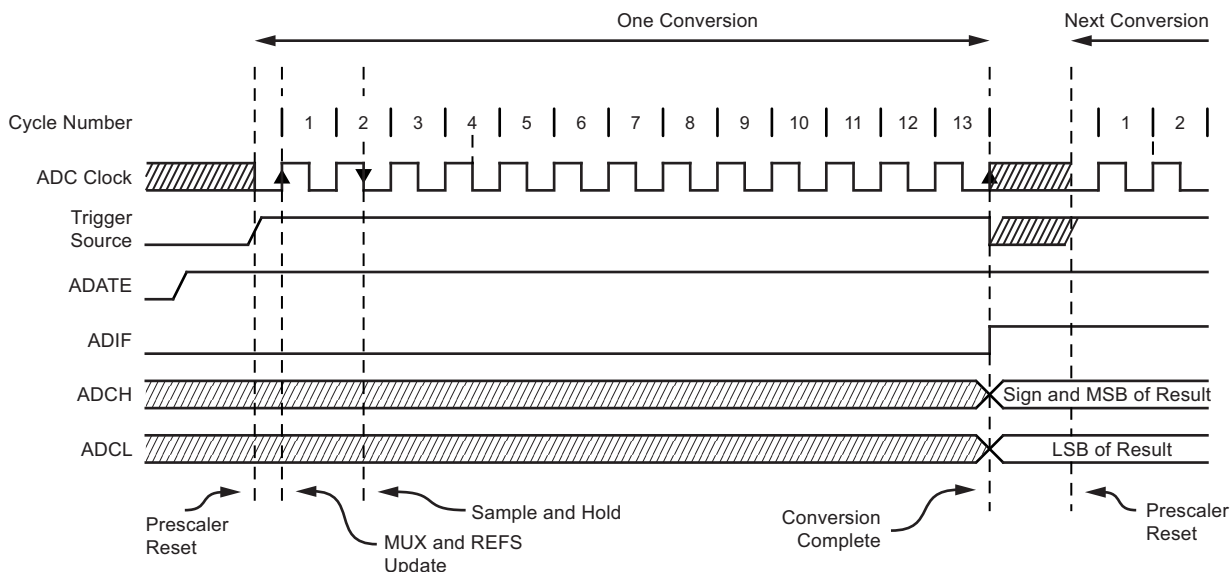 One Conversion
Next Conversion
Cycle Number
1 2 3 4 5 6 7 8 9 10 11 12 13 1 2
ADC Clock
Trigger
Source
ADATE
ADIF
ADCH
Sign and MSB of Result
ADCL
LSB of Result
Prescaler
Reset
MUX and REFS
Update
Sample and Hold
Conversion
Complete
Prescaler
Reset